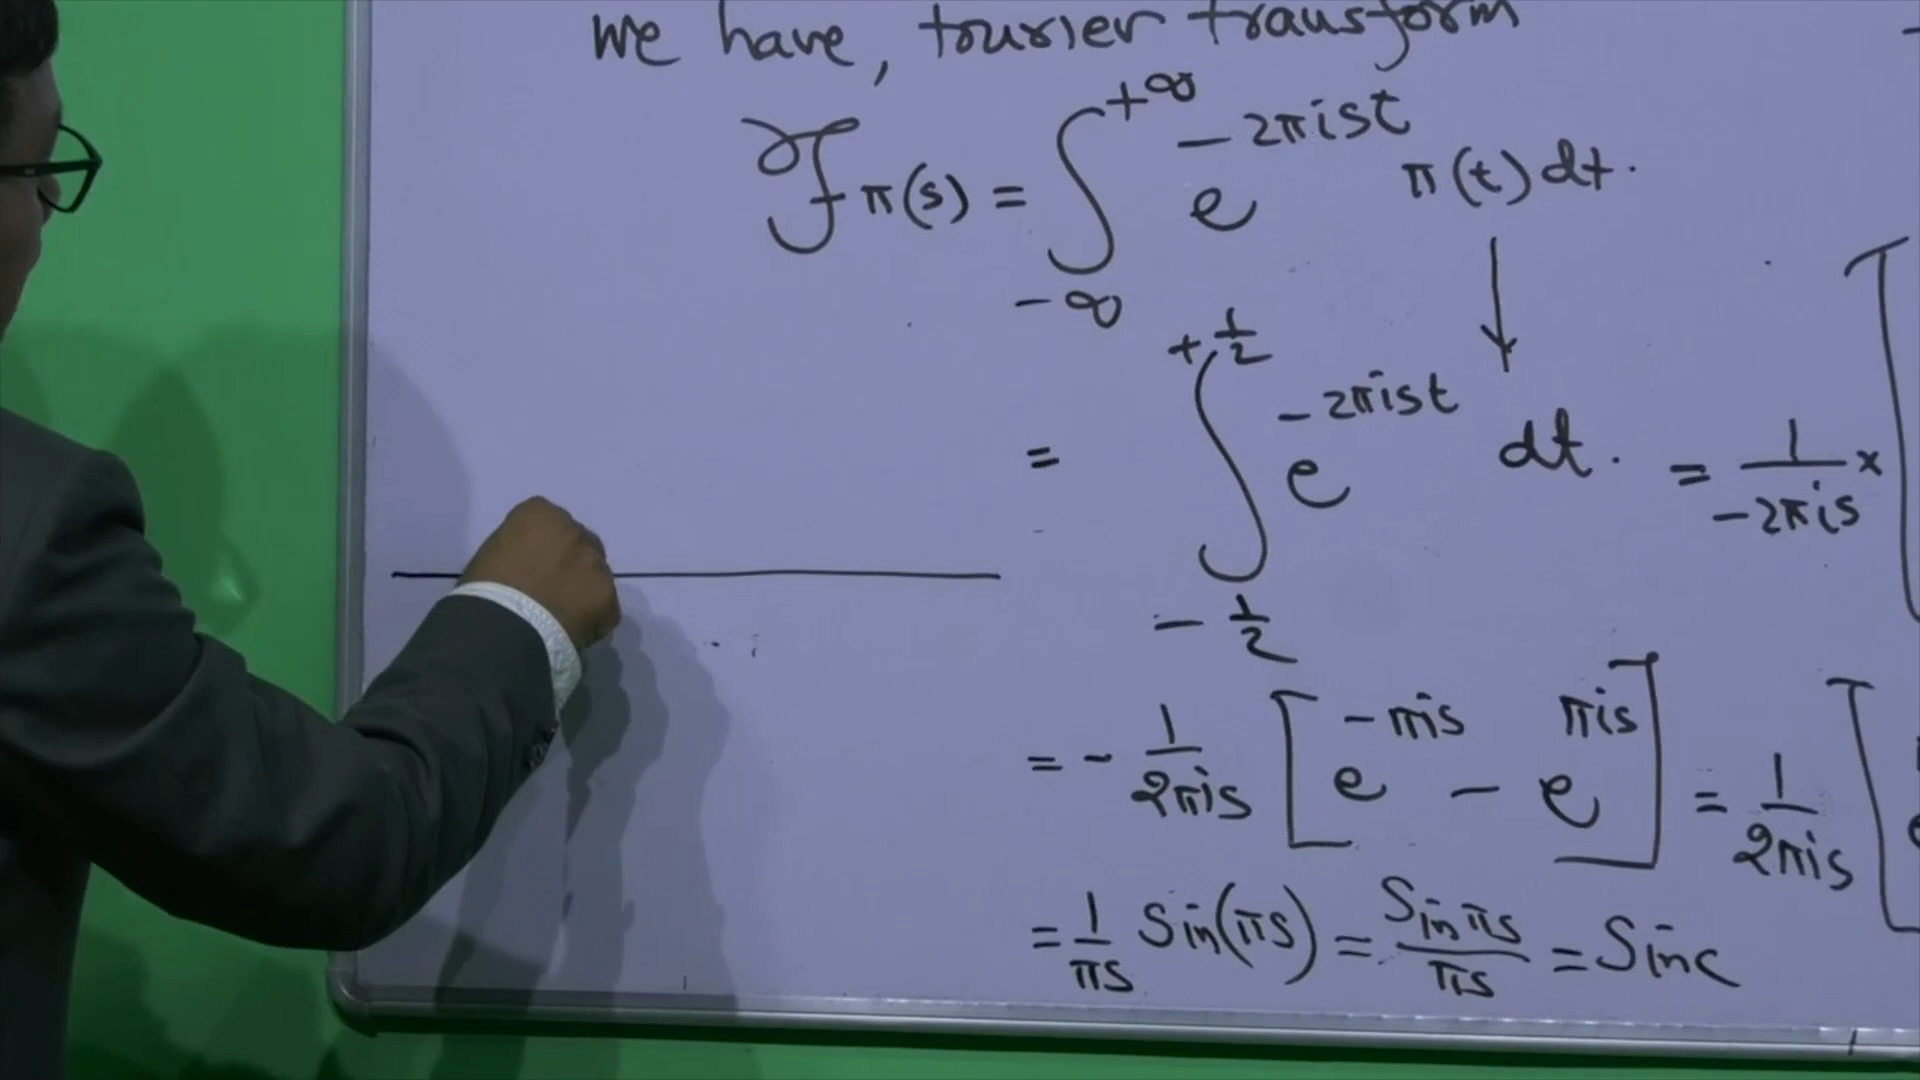 we have, fourier transform
ℱπ(s) = ∫_{-∞}^{+∞} e^{-2πist} π(t) dt.
= ∫_{-1/2}^{+1/2} e^{-2πist} dt. = 1/(-2πis) × [
= - 1/(2πis) [e^{-πis} - e^{πis}] = 1/(2πis) [
= 1/(πs) Sin(πs) = Sin πs/πs = Sinc